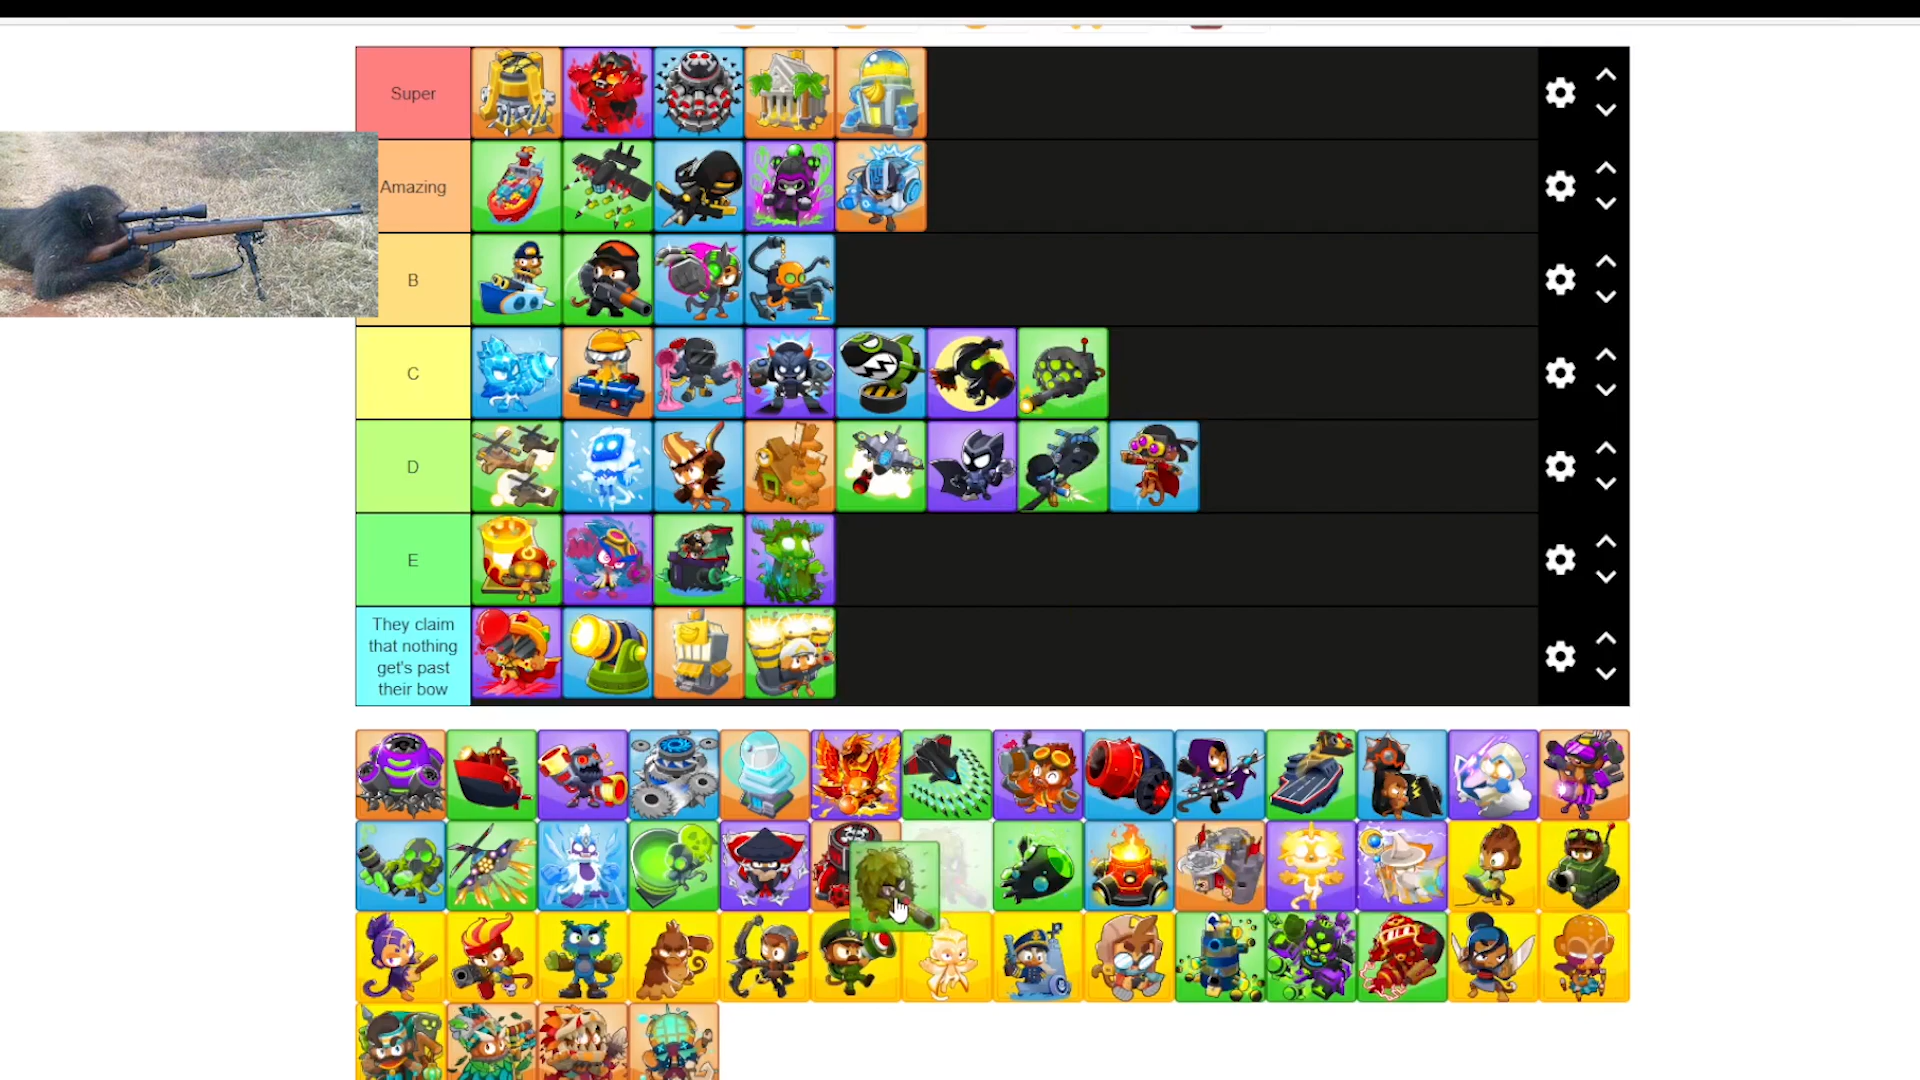 Super
Amazing
B
C
D
E
They claim
that nothing
get's past
their bow